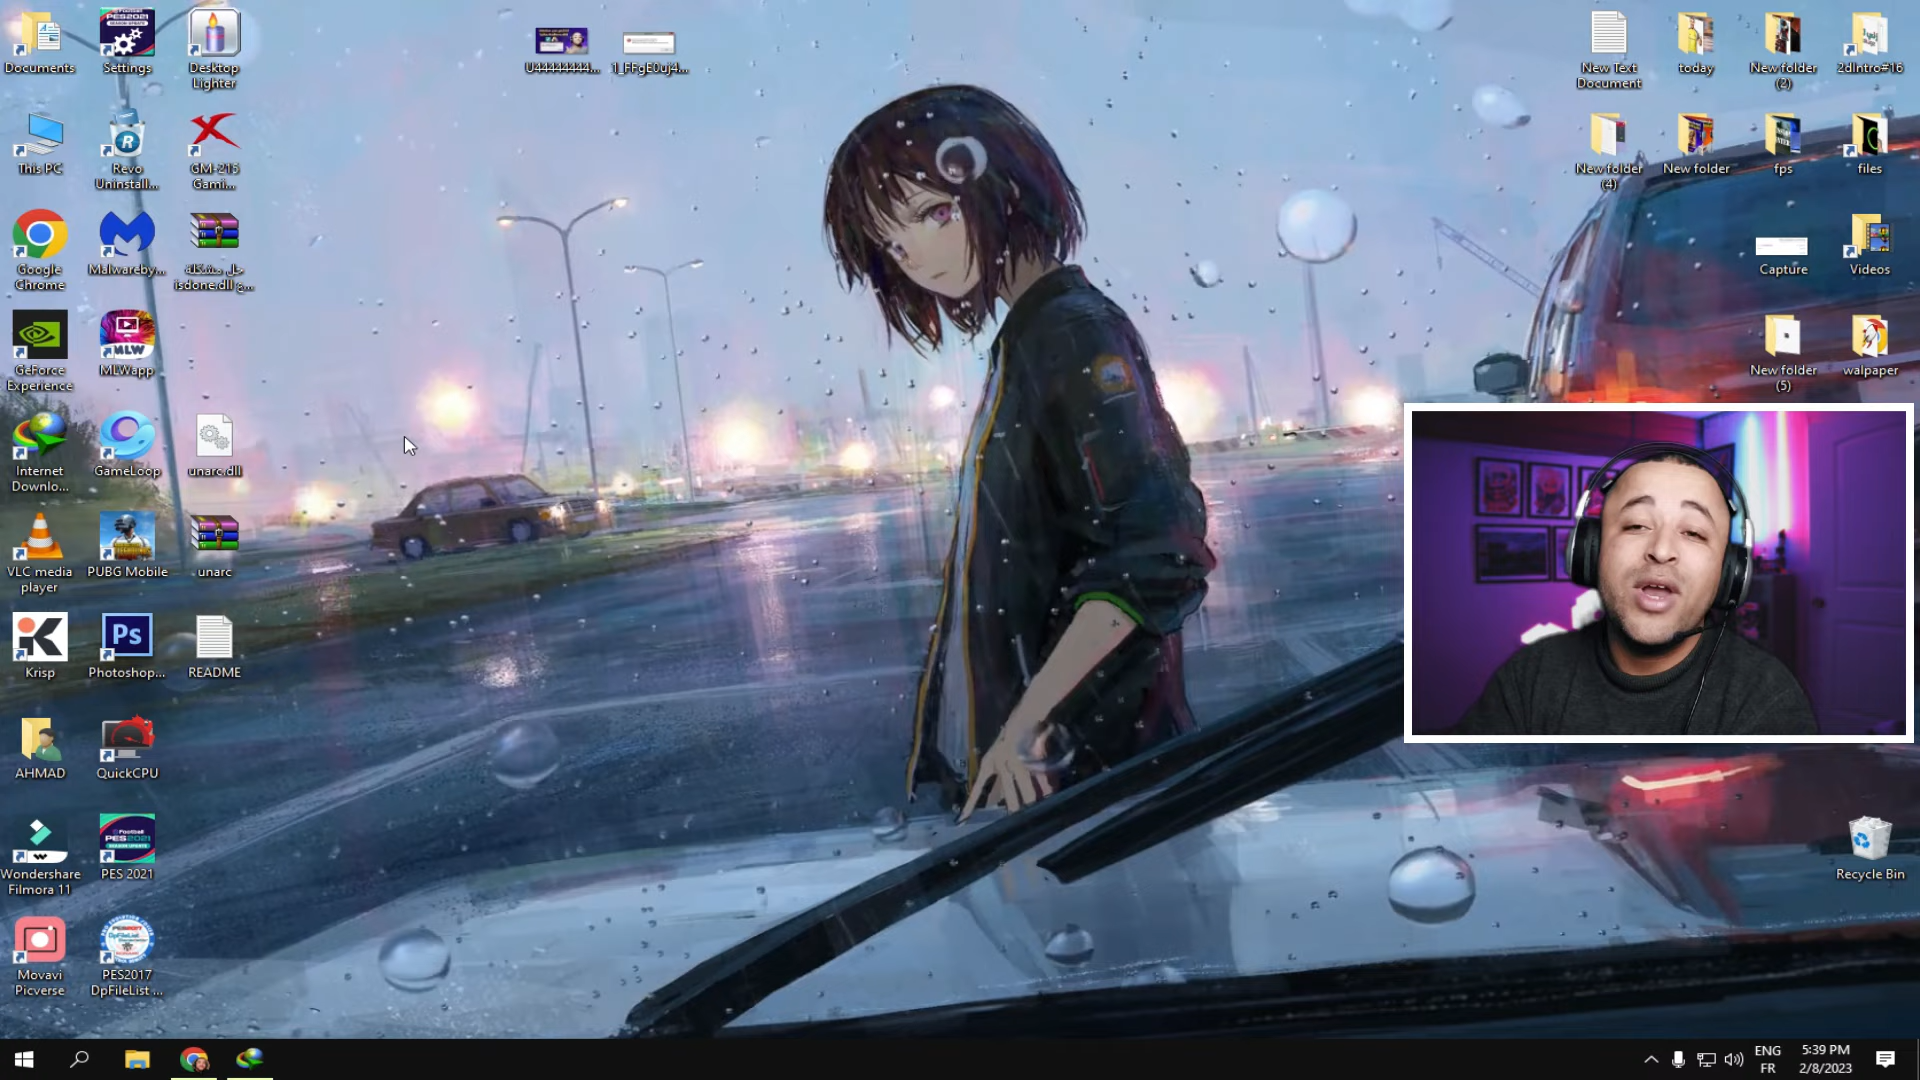 Documents
Settings
Desktop
Lighter
U44444444...
1_FFgE0uj4...
New Text
Document
today
New folder
(2)
2dIntro#16
This PC
Revo
Uninstall...
GM-215
Gami...
New folder
(4)
New folder
fps
files
Google
Chrome
Malwareby...
حل مشكلة
isdone.dll ع...
Capture
Videos
GeForce
Experience
MLW
MLWapp
New folder
(5)
walpaper
Internet
Downlo...
GameLoop
unarc.dll
VLC media
player
PUBG Mobile
unarc
Krisp
Ps
Photoshop...
README
AHMAD
QuickCPU
Wondershare
Filmora 11
PES 2021
Recycle Bin
Movavi
Picverse
PES2017
DpFileList ...
ENG
FR
5:39 PM
2/8/2023